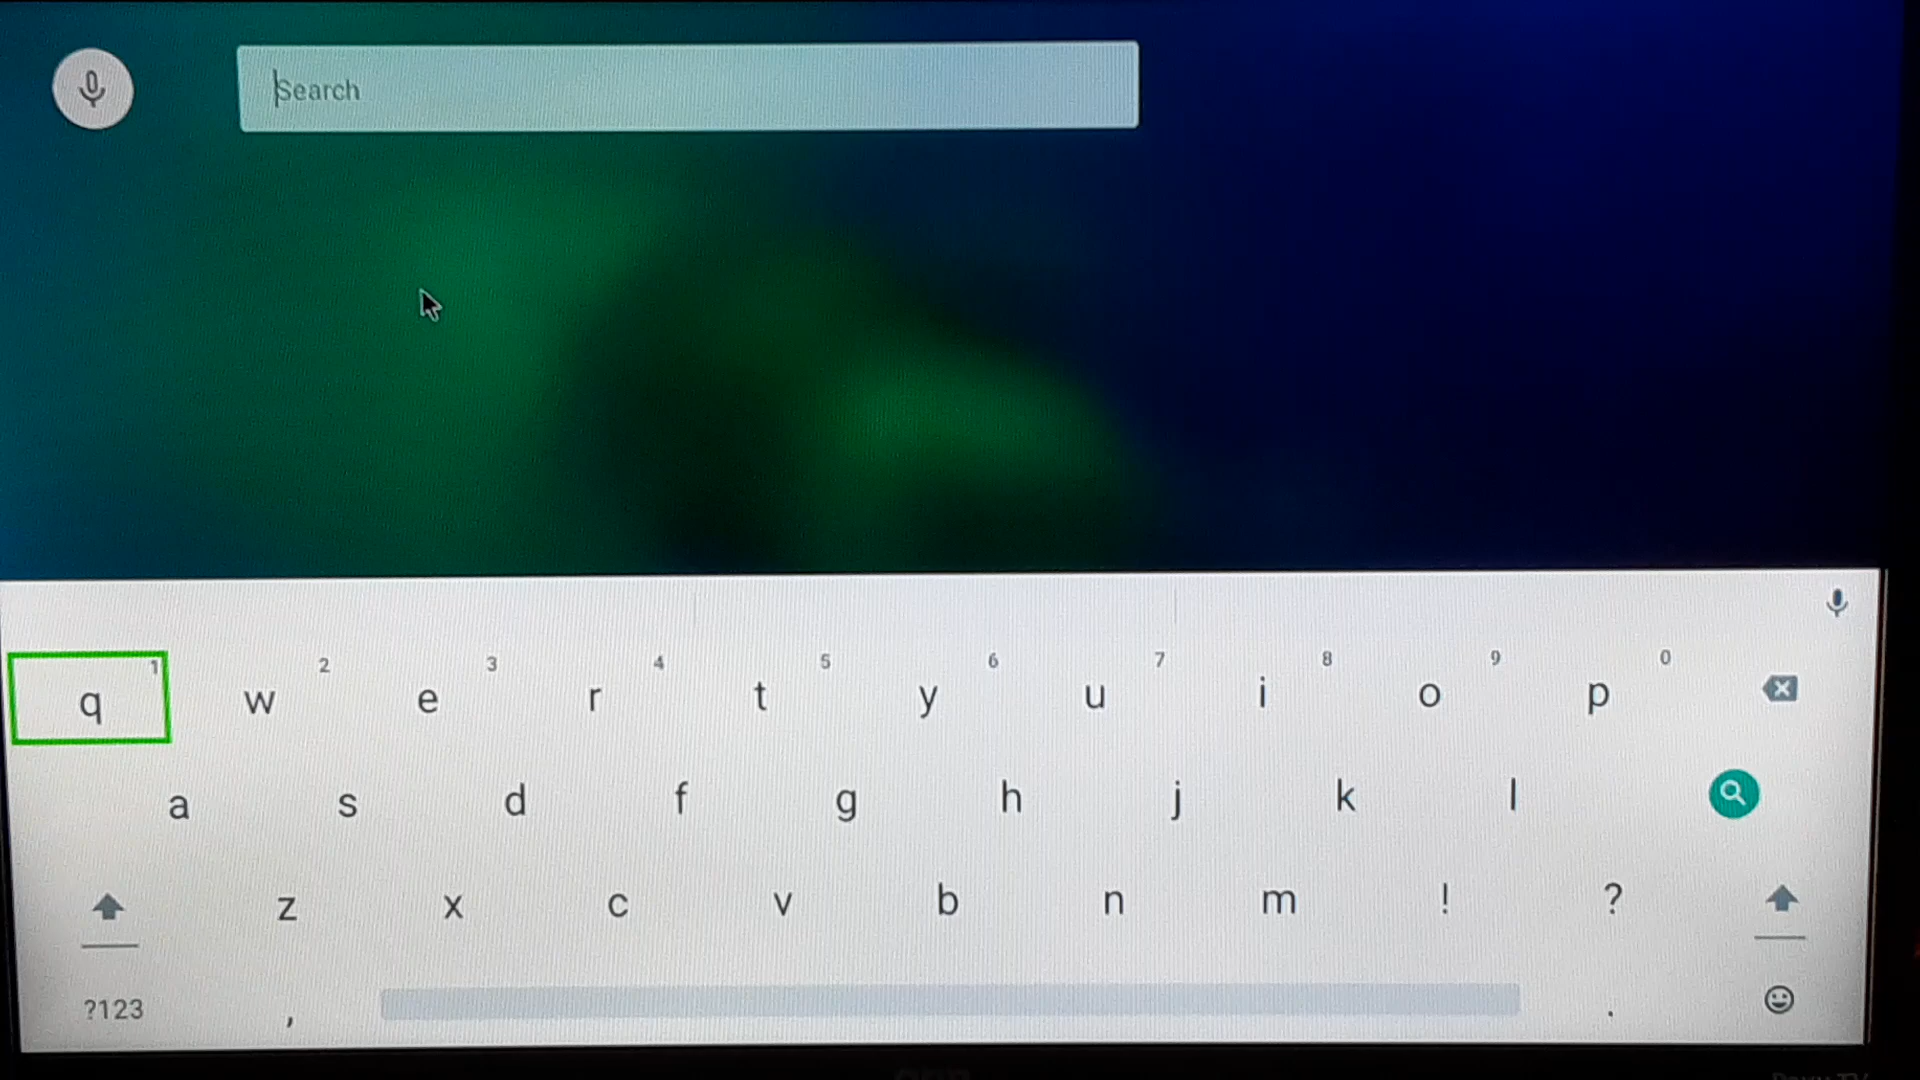 Search
1 2 3 4 5 6 7 8 9 0
q w e r t y u i o p
a s d f g h j k l
z x c v b n m ! ?
?123 , .